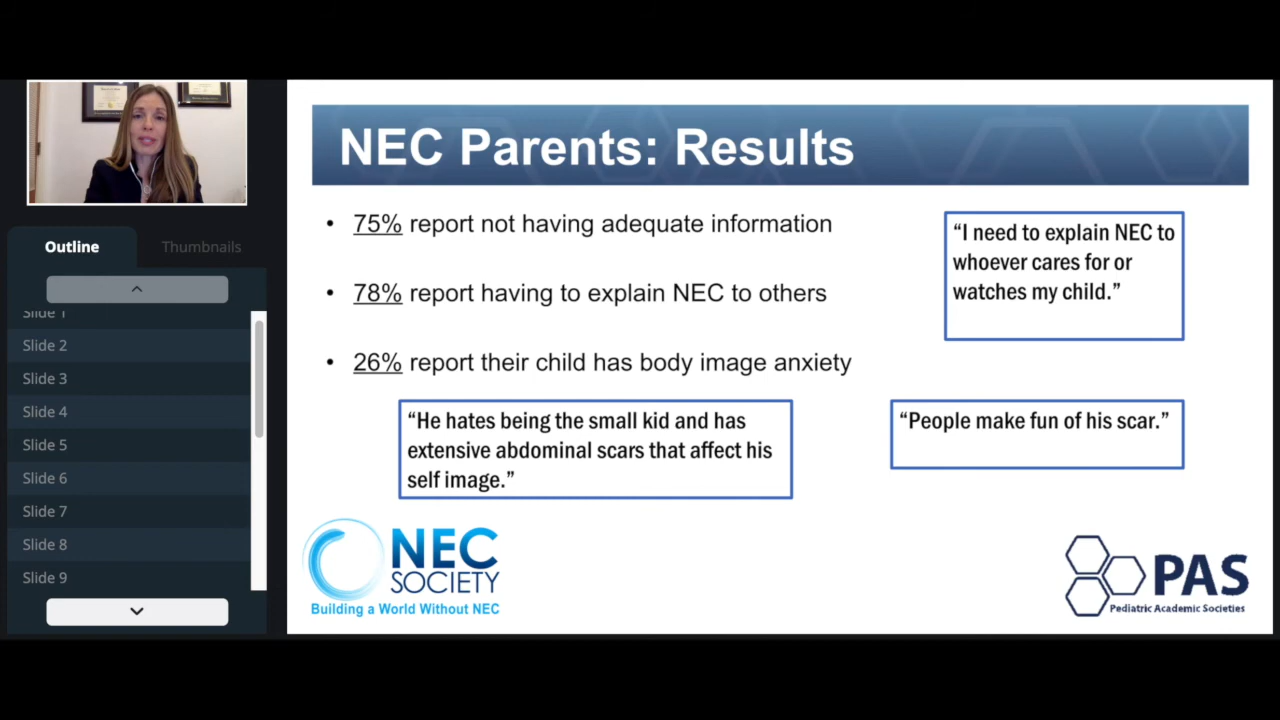 NEC Parents: Results
• 75% report not having adequate information
• 78% report having to explain NEC to others
• 26% report their child has body image anxiety
“I need to explain NEC to
whoever cares for or
watches my child.”
“He hates being the small kid and has
extensive abdominal scars that affect his
self image.”
“People make fun of his scar.”
NEC
SOCIETY
Building a World Without NEC
PAS
Pediatric Academic Societies
Outline
Thumbnails
Slide 1
Slide 2
Slide 3
Slide 4
Slide 5
Slide 6
Slide 7
Slide 8
Slide 9